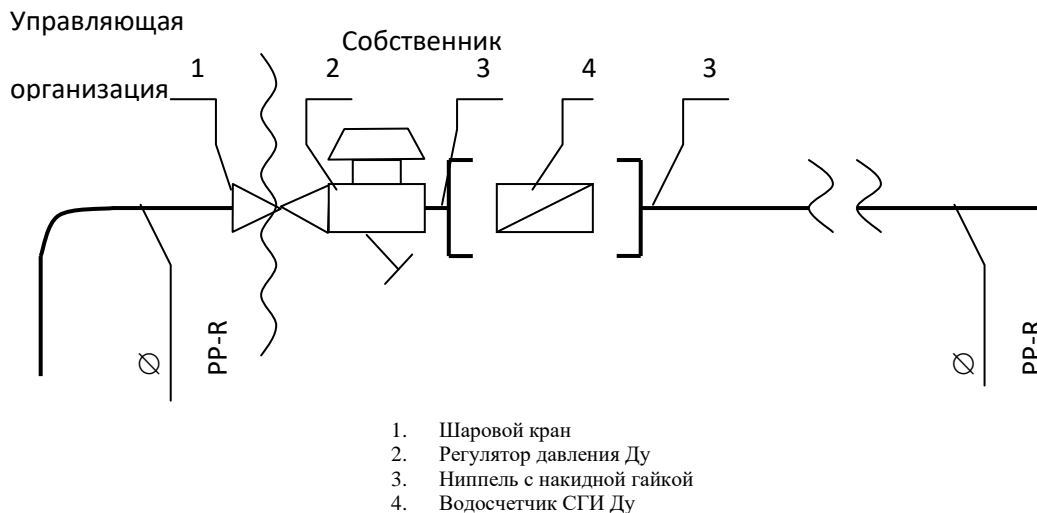 Управляющая
организация
Собственник
1
2
3
4
3
∅
PP-R
∅
PP-R
1. Шаровой кран
2. Регулятор давления Ду
3. Ниппель с накидной гайкой
4. Водосчетчик СГИ Ду